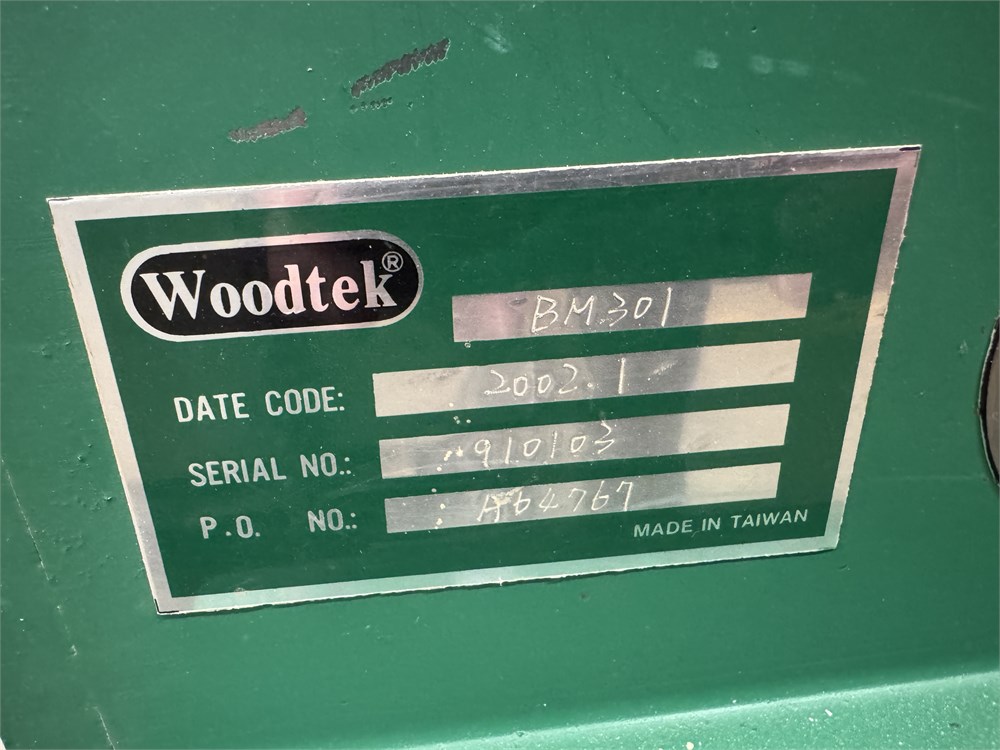 Woodtek®
BM301
DATE CODE: 2002.1
SERIAL NO.: 910103
P.O. NO.: A64767
MADE IN TAIWAN